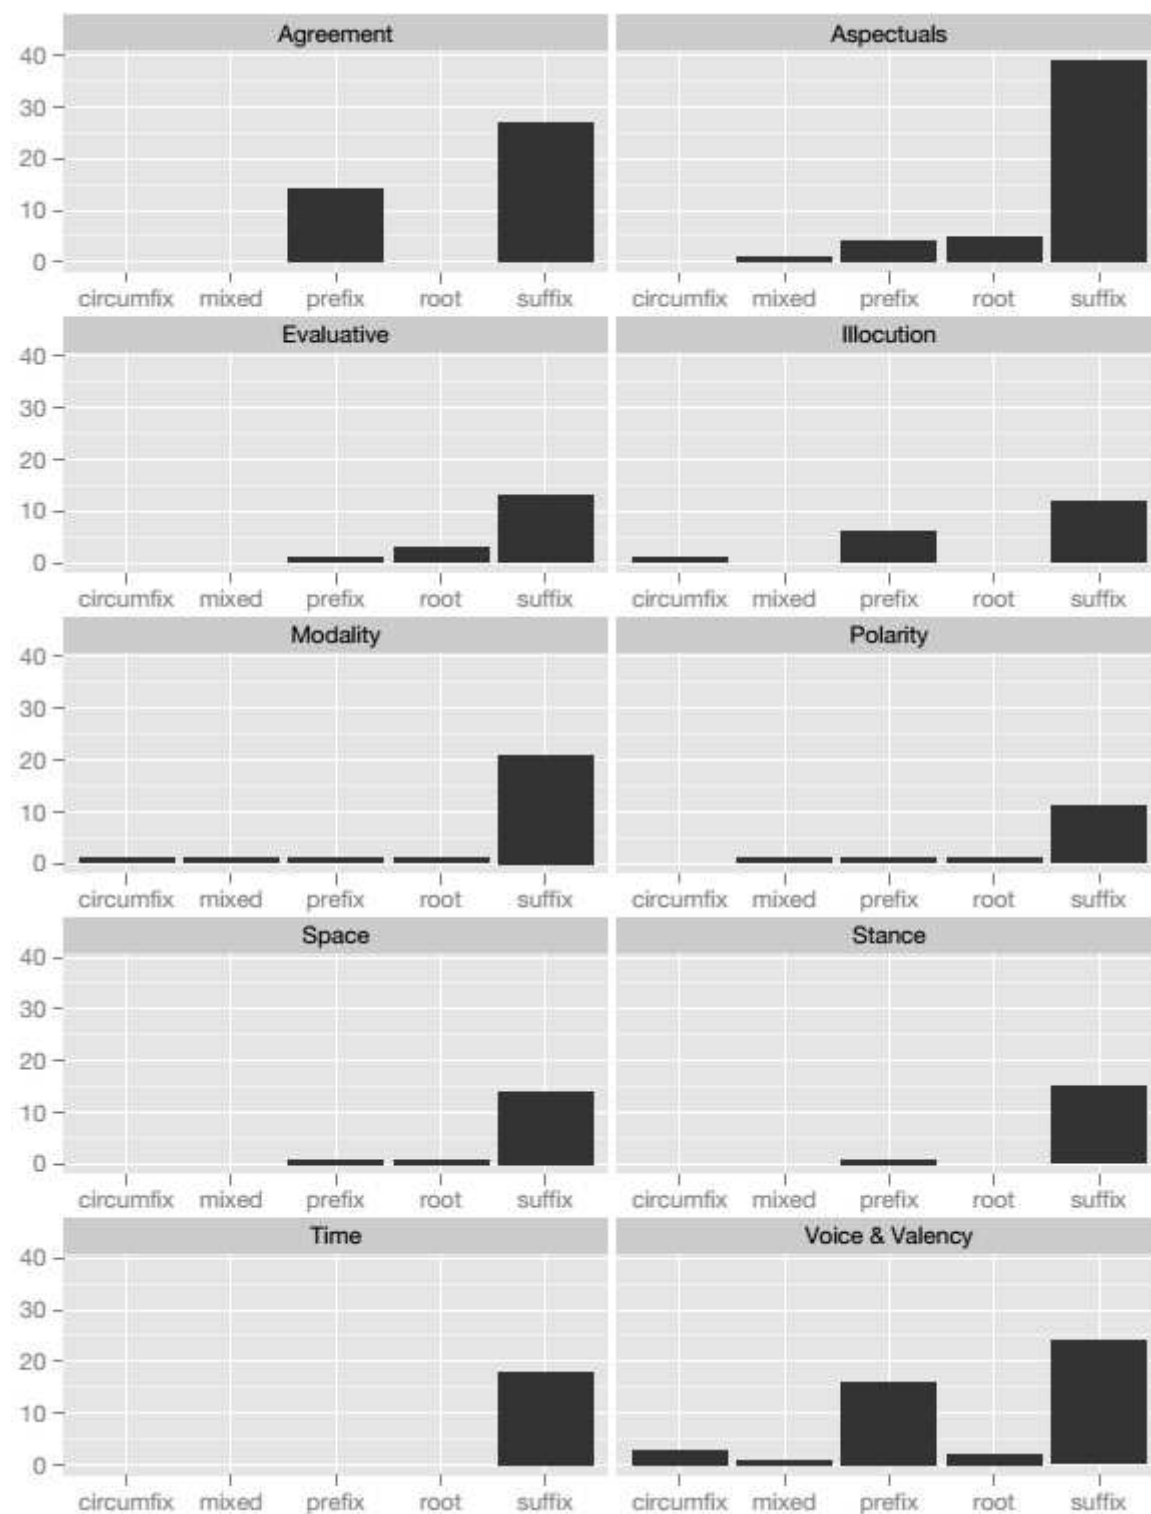 Agreement Aspectuals
40
30
20
10
0
circumfix mixed prefix root suffix circumfix mixed prefix root suffix
Evaluative Illocution
40
30
20
10
0
circumfix mixed prefix root suffix circumfix mixed prefix root suffix
Modality Polarity
40
30
20
10
0
circumfix mixed prefix root suffix circumfix mixed prefix root suffix
Space Stance
40
30
20
10
0
circumfix mixed prefix root suffix circumfix mixed prefix root suffix
Time Voice & Valency
40
30
20
10
0
circumfix mixed prefix root suffix circumfix mixed prefix root suffix